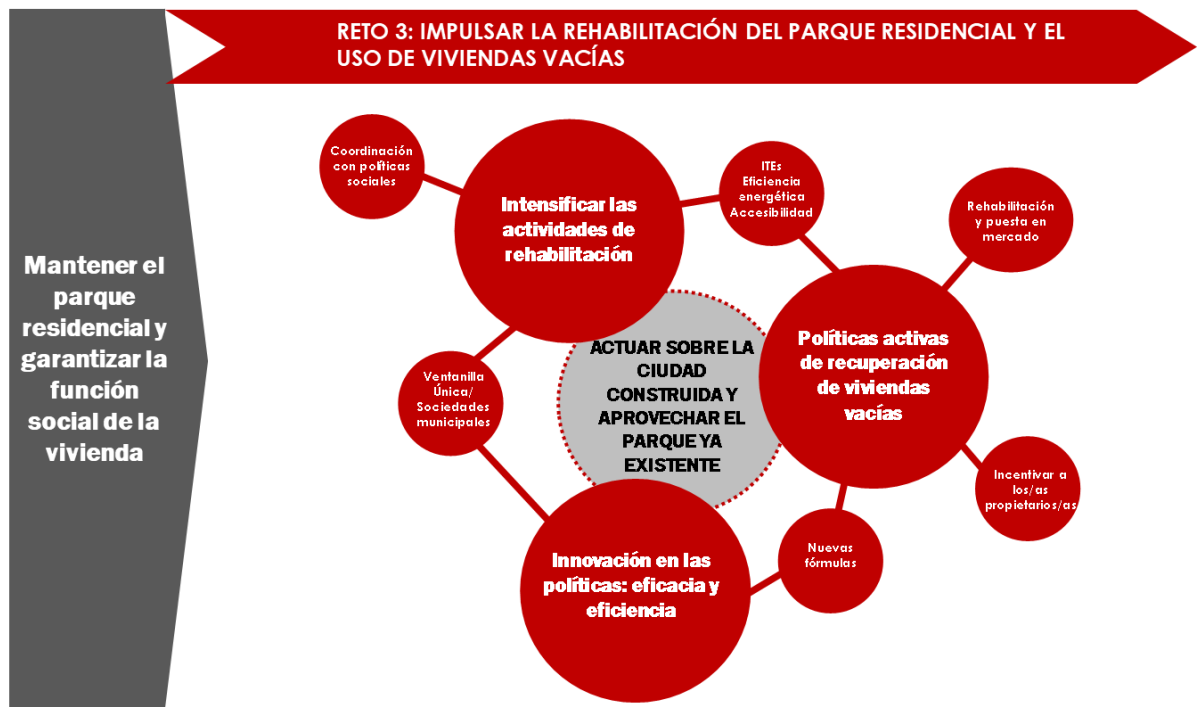 RETO 3: IMPULSAR LA REHABILITACIÓN DEL PARQUE RESIDENCIAL Y EL
USO DE VIVIENDAS VACÍAS
Mantener el
parque
residencial y
garantizar la
función
social de la
vivienda
Coordinación
con políticas
sociales
Intensificar las
actividades de
rehabilitación
ITEs
Eficiencia
energética
Accesibilidad
Rehabilitación
y puesta en
mercado
Políticas activas
de recuperación
de viviendas
vacías
ACTUAR SOBRE LA
CIUDAD
CONSTRUIDA Y
APROVECHAR EL
PARQUE YA
EXISTENTE
Ventanilla
Única/
Sociedades
municipales
Incentivar a
los/as
propietarios/as
Innovación en las
políticas: eficacia y
eficiencia
Nuevas
fórmulas